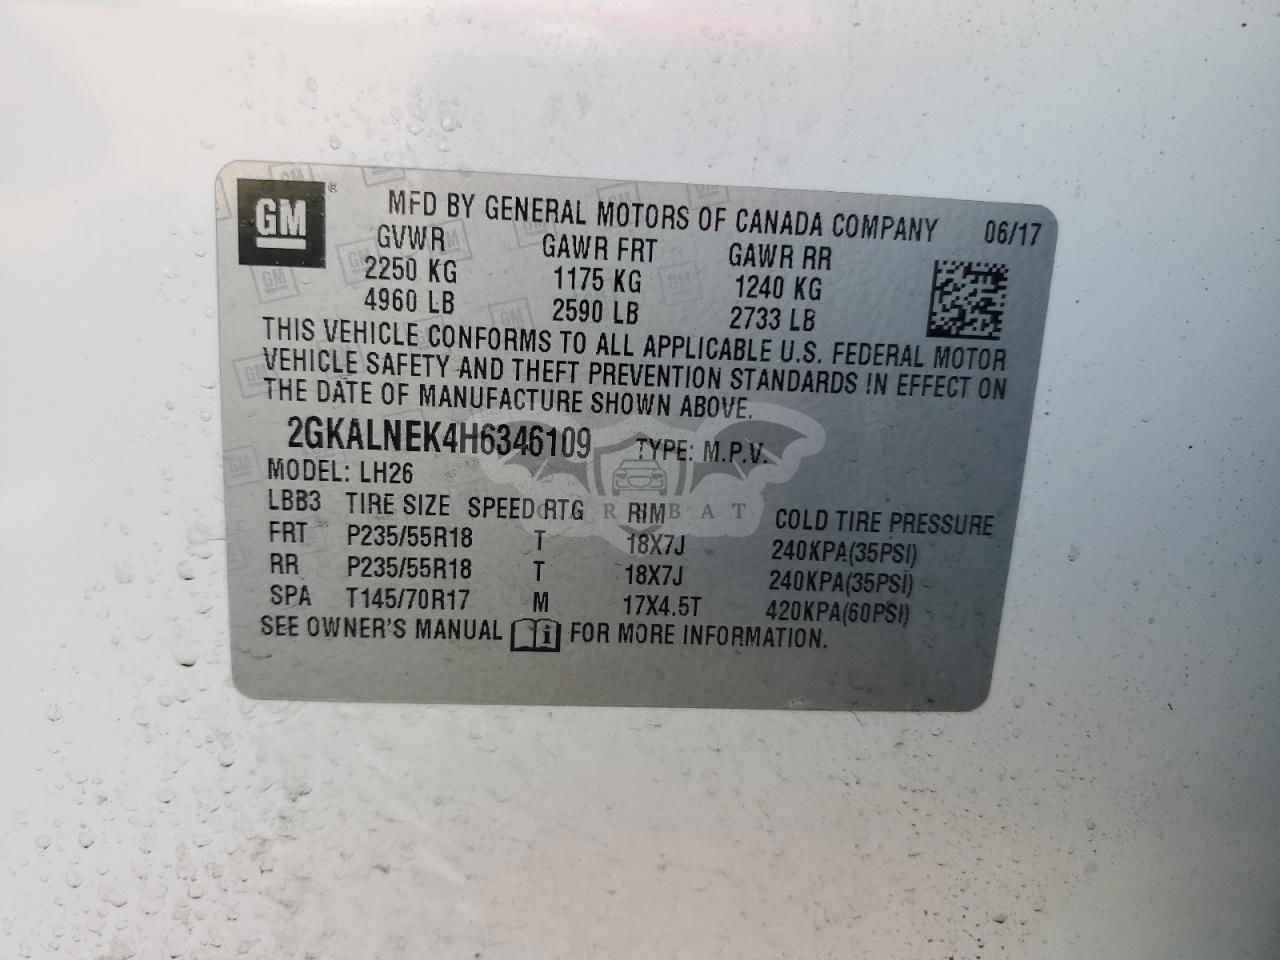 GM ®
MFD BY GENERAL MOTORS OF CANADA COMPANY 06/17
GVWR GAWR FRT GAWR RR
2250 KG 1175 KG 1240 KG
4960 LB 2590 LB 2733 LB
THIS VEHICLE CONFORMS TO ALL APPLICABLE U.S. FEDERAL MOTOR
VEHICLE SAFETY AND THEFT PREVENTION STANDARDS IN EFFECT ON
THE DATE OF MANUFACTURE SHOWN ABOVE.
2GKALNEK4H6346109 TYPE: M.P.V.
MODEL: LH26
LBB3 TIRE SIZE SPEED RTG RIM COLD TIRE PRESSURE
FRT P235/55R18 T 18X7J 240KPA(35PSI)
RR P235/55R18 T 18X7J 240KPA(35PSI)
SPA T145/70R17 M 17X4.5T 420KPA(60PSI)
SEE OWNER'S MANUAL FOR MORE INFORMATION.